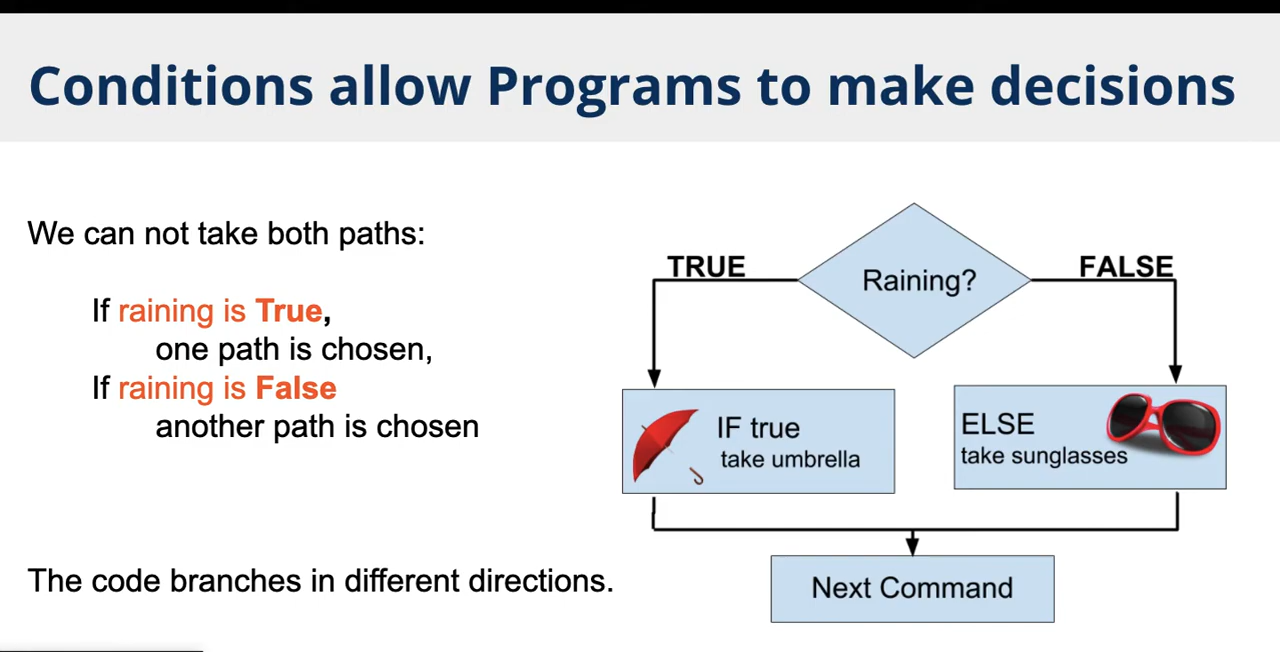 Conditions allow Programs to make decisions
We can not take both paths:
If raining is True,
one path is chosen,
If raining is False
another path is chosen
The code branches in different directions.
TRUE
Raining?
FALSE
IF true
take umbrella
ELSE
take sunglasses
Next Command